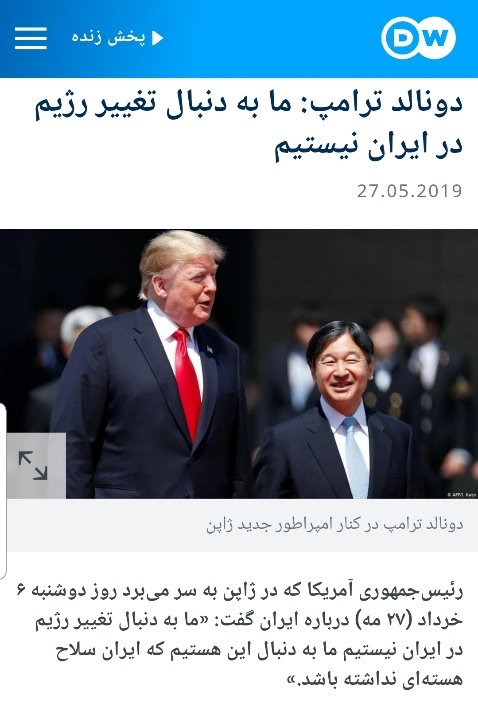 پخش زنده
DW
دونالد ترامپ: ما به دنبال تغییر رژیم
در ایران نیستیم
27.05.2019
دونالد ترامپ در کنار امپراطور جدید ژاپن
رئیس‌جمهوری آمریکا که در ژاپن به سر می‌برد روز دوشنبه ۶
خرداد (۲۷ مه) درباره ایران گفت: «ما به دنبال تغییر رژیم
در ایران نیستیم ما به دنبال این هستیم که ایران سلاح
هسته‌ای نداشته باشد.»